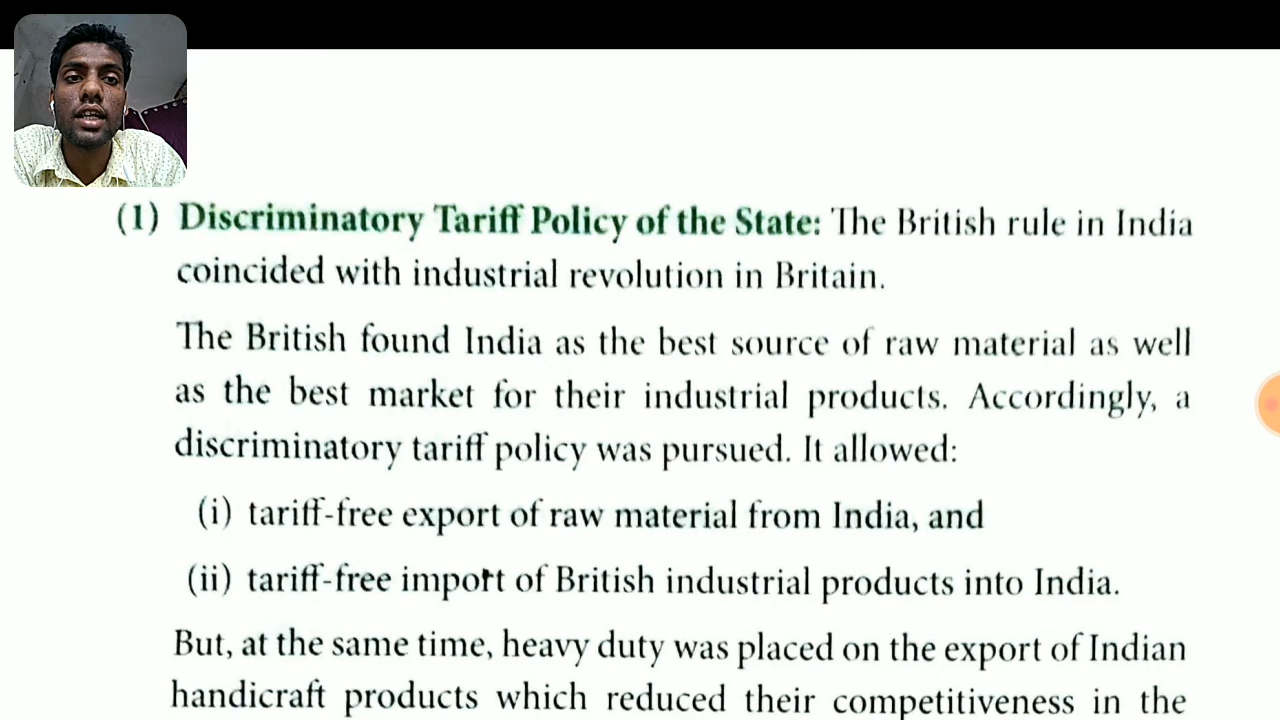 (1) Discriminatory Tariff Policy of the State: The British rule in India
coincided with industrial revolution in Britain.
The British found India as the best source of raw material as well
as the best market for their industrial products. Accordingly, a
discriminatory tariff policy was pursued. It allowed:
(i) tariff-free export of raw material from India, and
(ii) tariff-free import of British industrial products into India.
But, at the same time, heavy duty was placed on the export of Indian
handicraft products which reduced their competitiveness in the